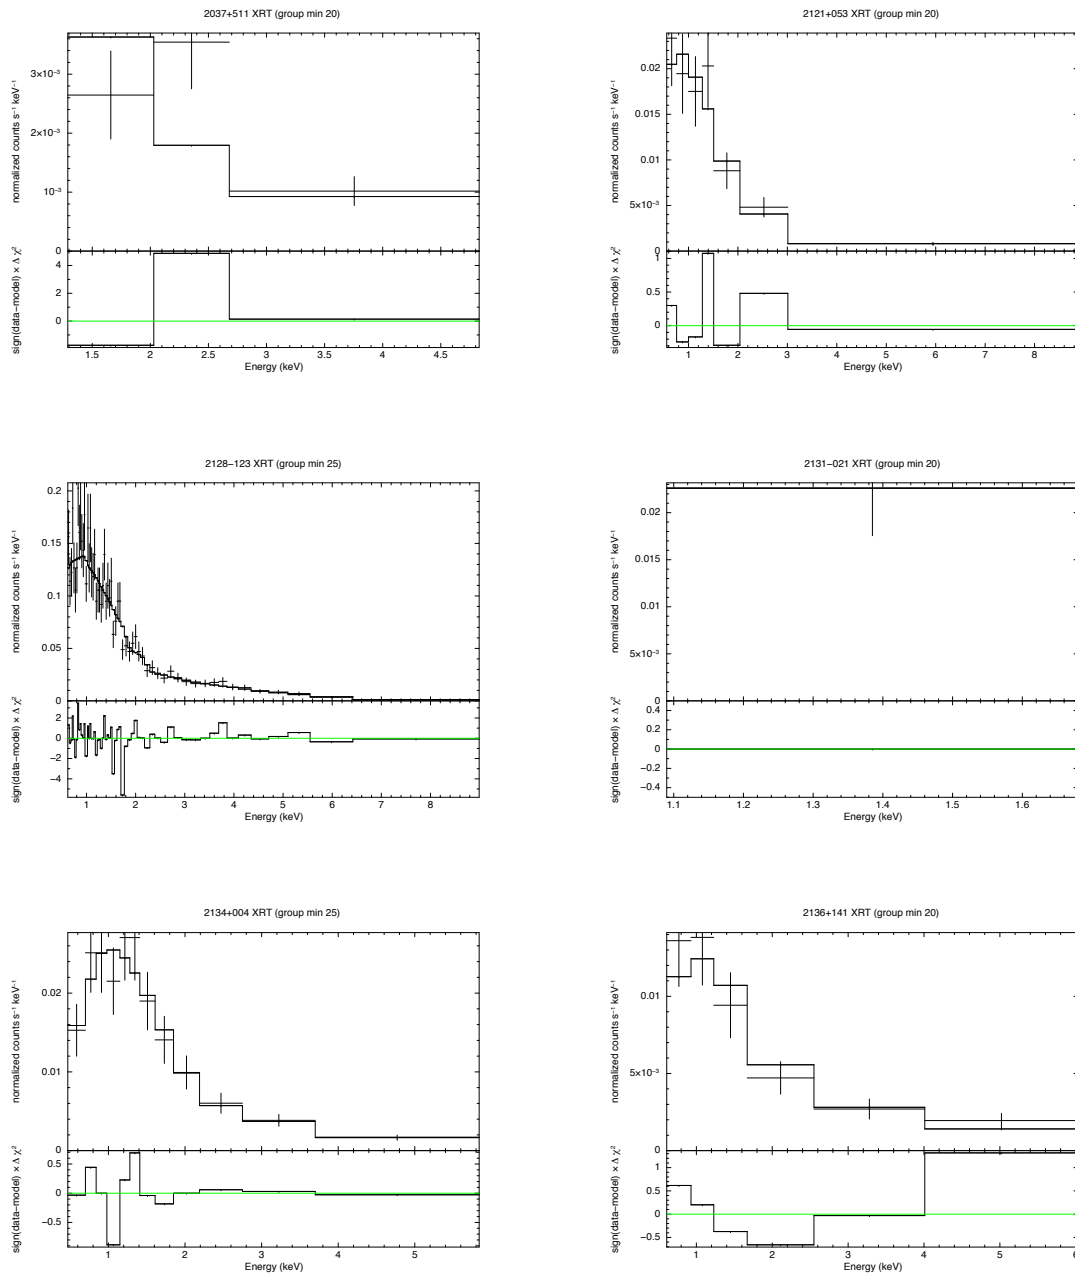 2037+511 XRT (group min 20)
normalized counts s⁻¹ keV⁻¹
3×10⁻³
2×10⁻³
10⁻³
0
sign(data−model) × Δ χ²
4
2
0
1.5 2 2.5 3 3.5 4 4.5
Energy (keV)
2121+053 XRT (group min 20)
normalized counts s⁻¹ keV⁻¹
0.02
0.015
0.01
5×10⁻³
0
sign(data−model) × Δ χ²
1
0.5
0
1 2 3 4 5 6 7 8
Energy (keV)
2128−123 XRT (group min 25)
normalized counts s⁻¹ keV⁻¹
0.2
0.15
0.1
0.05
0
sign(data−model) × Δ χ²
2
0
−2
−4
1 2 3 4 5 6 7 8
Energy (keV)
2131−021 XRT (group min 20)
normalized counts s⁻¹ keV⁻¹
0.02
0.015
0.01
5×10⁻³
0
sign(data−model) × Δ χ²
0.4
0.2
0
−0.2
−0.4
1.1 1.2 1.3 1.4 1.5 1.6
Energy (keV)
2134+004 XRT (group min 25)
normalized counts s⁻¹ keV⁻¹
0.02
0.01
0
sign(data−model) × Δ χ²
0.5
0
−0.5
1 2 3 4 5
Energy (keV)
2136+141 XRT (group min 20)
normalized counts s⁻¹ keV⁻¹
0.01
5×10⁻³
0
sign(data−model) × Δ χ²
1
0.5
0
−0.5
1 2 3 4 5 6
Energy (keV)